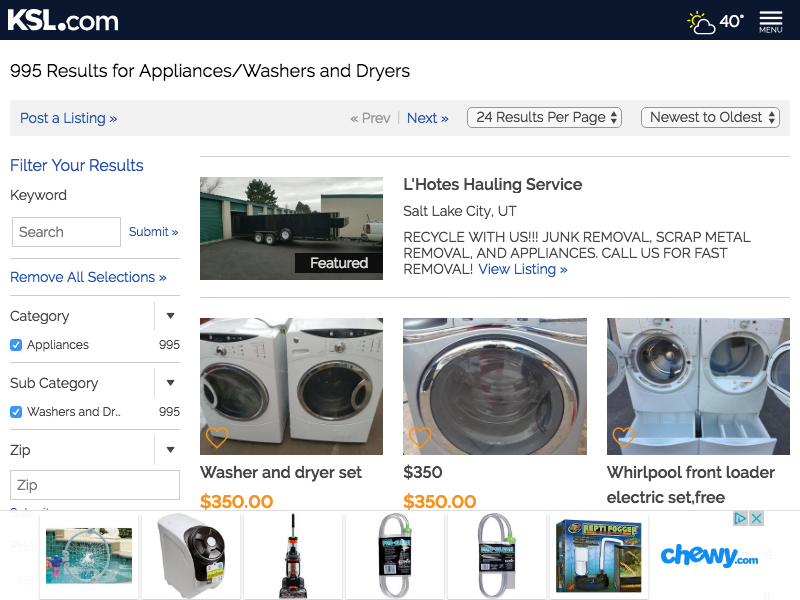 KSL.com
40°
MENU
995 Results for Appliances/Washers and Dryers
Post a Listing »
« Prev | Next »
24 Results Per Page
Newest to Oldest
Filter Your Results
Keyword
Search
Submit »
Remove All Selections »
Category
Appliances 995
Sub Category
Washers and Dr.. 995
Zip
Zip
Featured
L'Hotes Hauling Service
Salt Lake City, UT
RECYCLE WITH US!!! JUNK REMOVAL, SCRAP METAL
REMOVAL, AND APPLIANCES. CALL US FOR FAST
REMOVAL! View Listing »
Washer and dryer set
$350.00
$350
$350.00
Whirlpool front loader
electric set,free
REPTI FOGGER
chewy.com